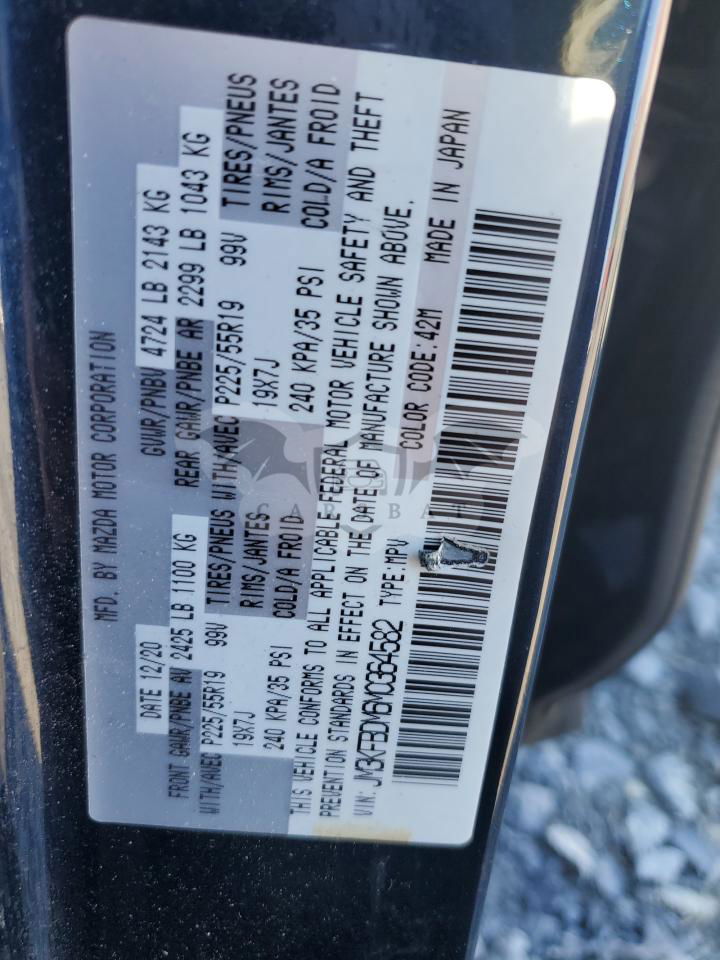 MFD. BY MAZDA MOTOR CORPORATION
DATE 12/20 GVWR/PNBV 4724 LB 2143 KG
FRONT GAWR/PNBE AV 2425 LB 1100 KG REAR GAWR/PNBE AR 2299 LB 1043 KG
WITH/AVEC P225/55R19 99V TIRES/PNEUS WITH/AVEC P225/55R19 99V TIRES/PNEUS
19X7J RIMS/JANTES 19X7J RIMS/JANTES
240 KPA/35 PSI COLD/A FROID 240 KPA/35 PSI COLD/A FROID
THIS VEHICLE CONFORMS TO ALL APPLICABLE FEDERAL MOTOR VEHICLE SAFETY AND THEFT
PREVENTION STANDARDS IN EFFECT ON THE DATE OF MANUFACTURE SHOWN ABOVE.
VIN: JM3KFBDM6M0364582 TYPE:MPV COLOR CODE:42M MADE IN JAPAN
CAR BAT